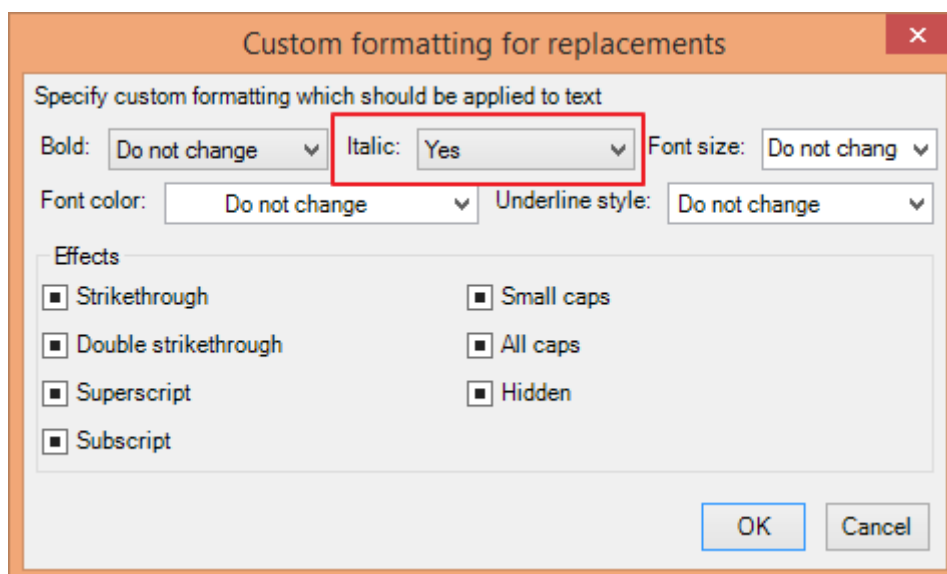 Custom formatting for replacements
Specify custom formatting which should be applied to text
Bold: Do not change Italic: Yes Font size: Do not chang
Font color: Do not change Underline style: Do not change
Effects
Strikethrough Small caps
Double strikethrough All caps
Superscript Hidden
Subscript
OK Cancel